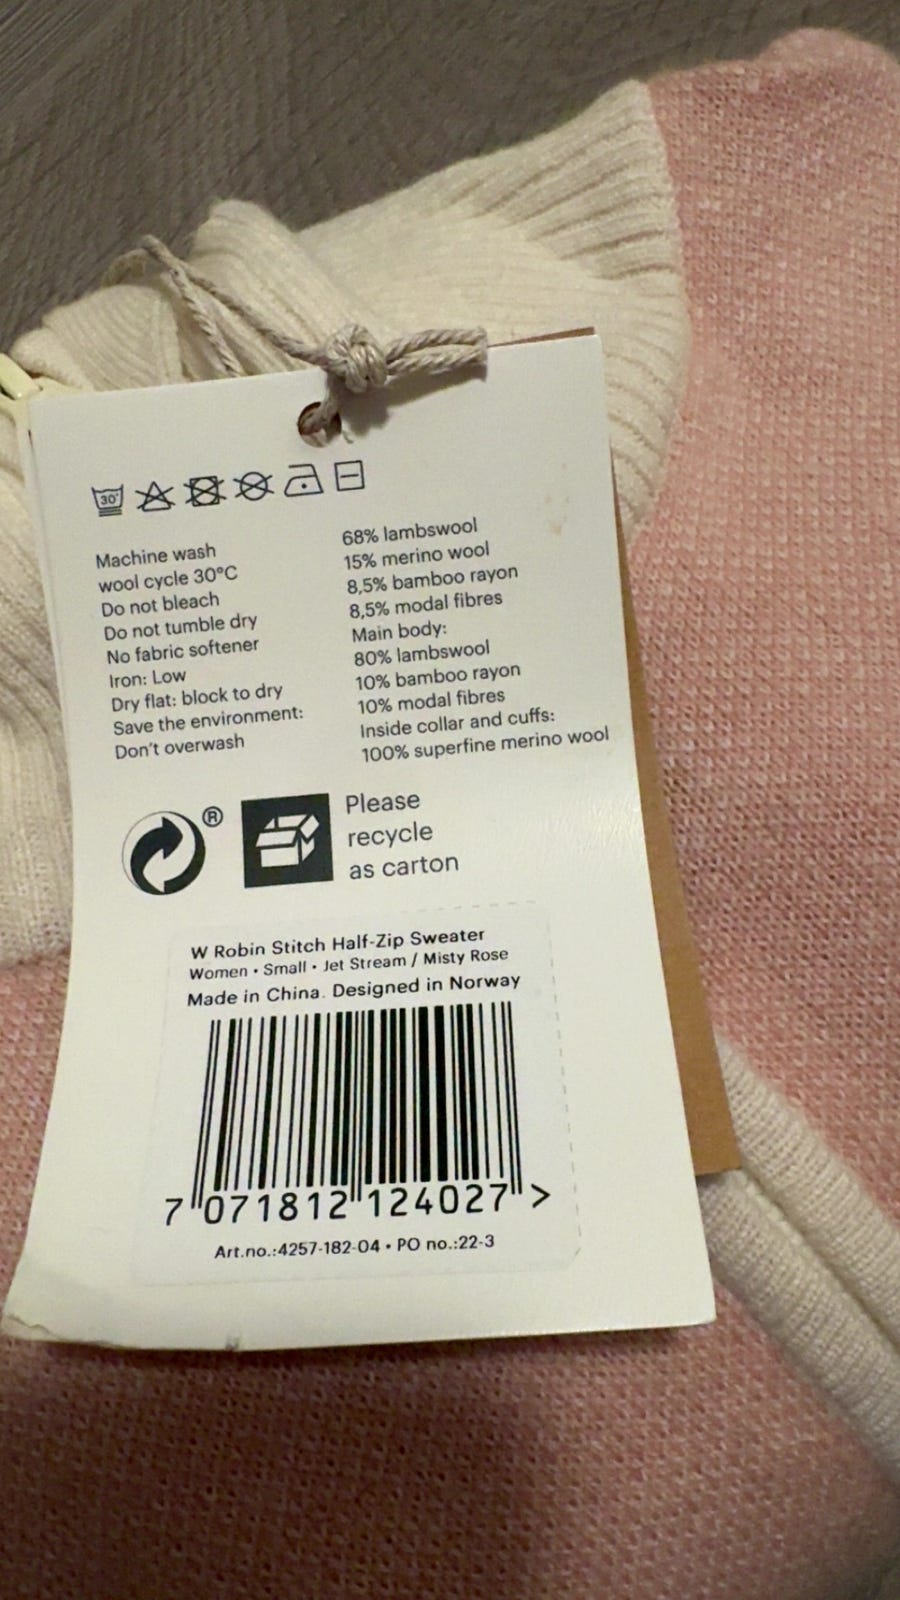 30°
Machine wash
wool cycle 30°C
Do not bleach
Do not tumble dry
No fabric softener
Iron: Low
Dry flat: block to dry
Save the environment:
Don't overwash
68% lambswool
15% merino wool
8,5% bamboo rayon
8,5% modal fibres
Main body:
80% lambswool
10% bamboo rayon
10% modal fibres
Inside collar and cuffs:
100% superfine merino wool
®
Please
recycle
as carton
W Robin Stitch Half-Zip Sweater
Women • Small • Jet Stream / Misty Rose
Made in China. Designed in Norway
7 071812 124027 >
Art.no.:4257-182-04 • PO no.:22-3